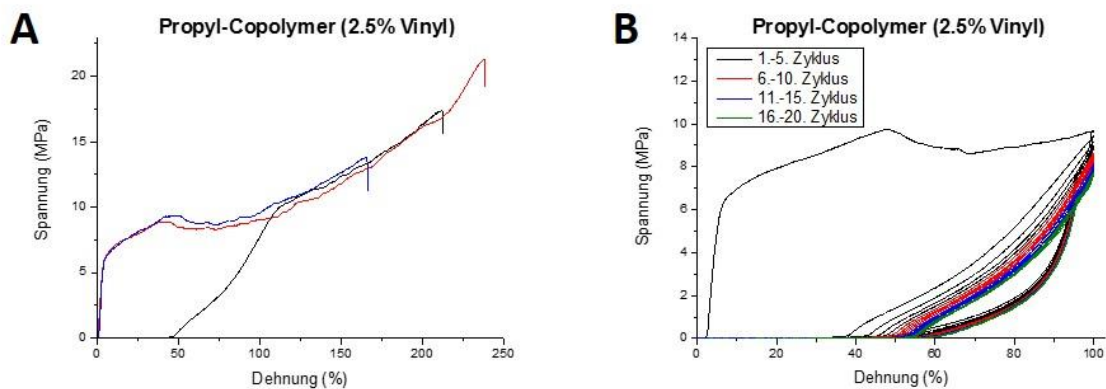 A
Propyl-Copolymer (2.5% Vinyl)
Spannung (MPa)
20
15
10
5
0
0 50 100 150 200 250
Dehnung (%)
B
Propyl-Copolymer (2.5% Vinyl)
Spannung (MPa)
14
12
10
8
6
4
2
0
1.-5. Zyklus
6.-10. Zyklus
11.-15. Zyklus
16.-20. Zyklus
0 20 40 60 80 100
Dehnung (%)